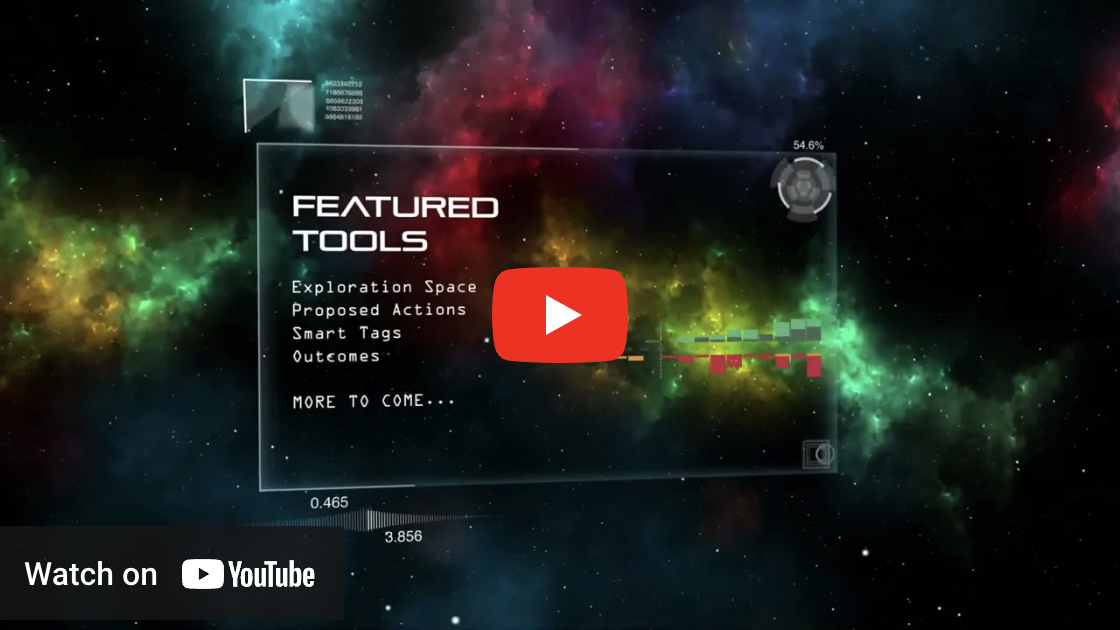 54.6%
FEATURED
TOOLS
Exploration Space
Proposed Actions
Smart Tags
Outcomes
MORE TO COME...
0.465
3.856
Watch on YouTube